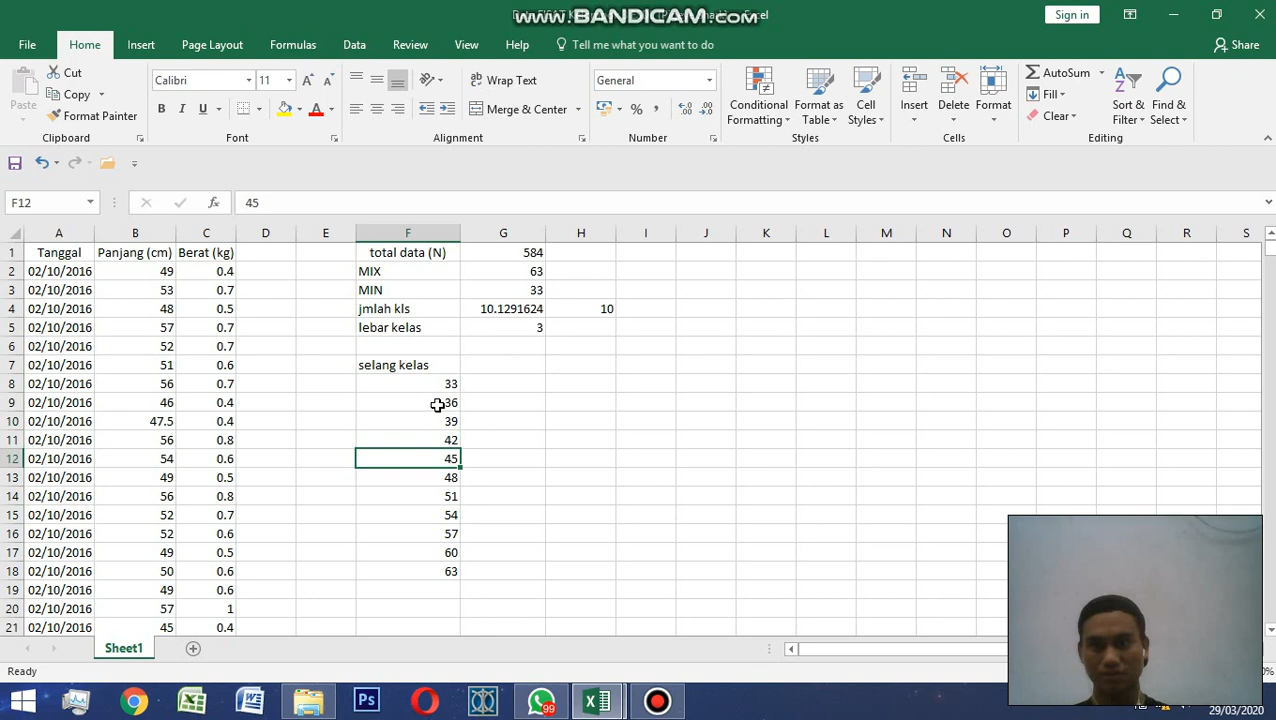 www.BANDICAM.com
Excel
Sign in
File Home Insert Page Layout Formulas Data Review View Help Tell me what you want to do Share
Paste Cut Copy Format Painter
Clipboard
Calibri 11
B I U
Font
Wrap Text
Merge & Center
Alignment
General
Number
Conditional Formatting
Format as Table
Cell Styles
Styles
Insert Delete Format
Cells
AutoSum
Fill
Clear
Sort & Filter
Find & Select
Editing
F12 45
A B C D E F G H I J K L M N O P Q R S
1 Tanggal Panjang (cm) Berat (kg) total data (N) 584
2 02/10/2016 49 0.4 MIX 63
3 02/10/2016 53 0.7 MIN 33
4 02/10/2016 48 0.5 jmlah kls 10.1291624 10
5 02/10/2016 57 0.7 lebar kelas 3
6 02/10/2016 52 0.7
7 02/10/2016 51 0.6 selang kelas
8 02/10/2016 56 0.7 33
9 02/10/2016 46 0.4 36
10 02/10/2016 47.5 0.4 39
11 02/10/2016 56 0.8 42
12 02/10/2016 54 0.6 45
13 02/10/2016 49 0.5 48
14 02/10/2016 56 0.8 51
15 02/10/2016 52 0.7 54
16 02/10/2016 52 0.6 57
17 02/10/2016 49 0.5 60
18 02/10/2016 50 0.6 63
19 02/10/2016 49 0.6
20 02/10/2016 57 1
21 02/10/2016 45 0.4
Sheet1
Ready
Ps
99
29/03/2020